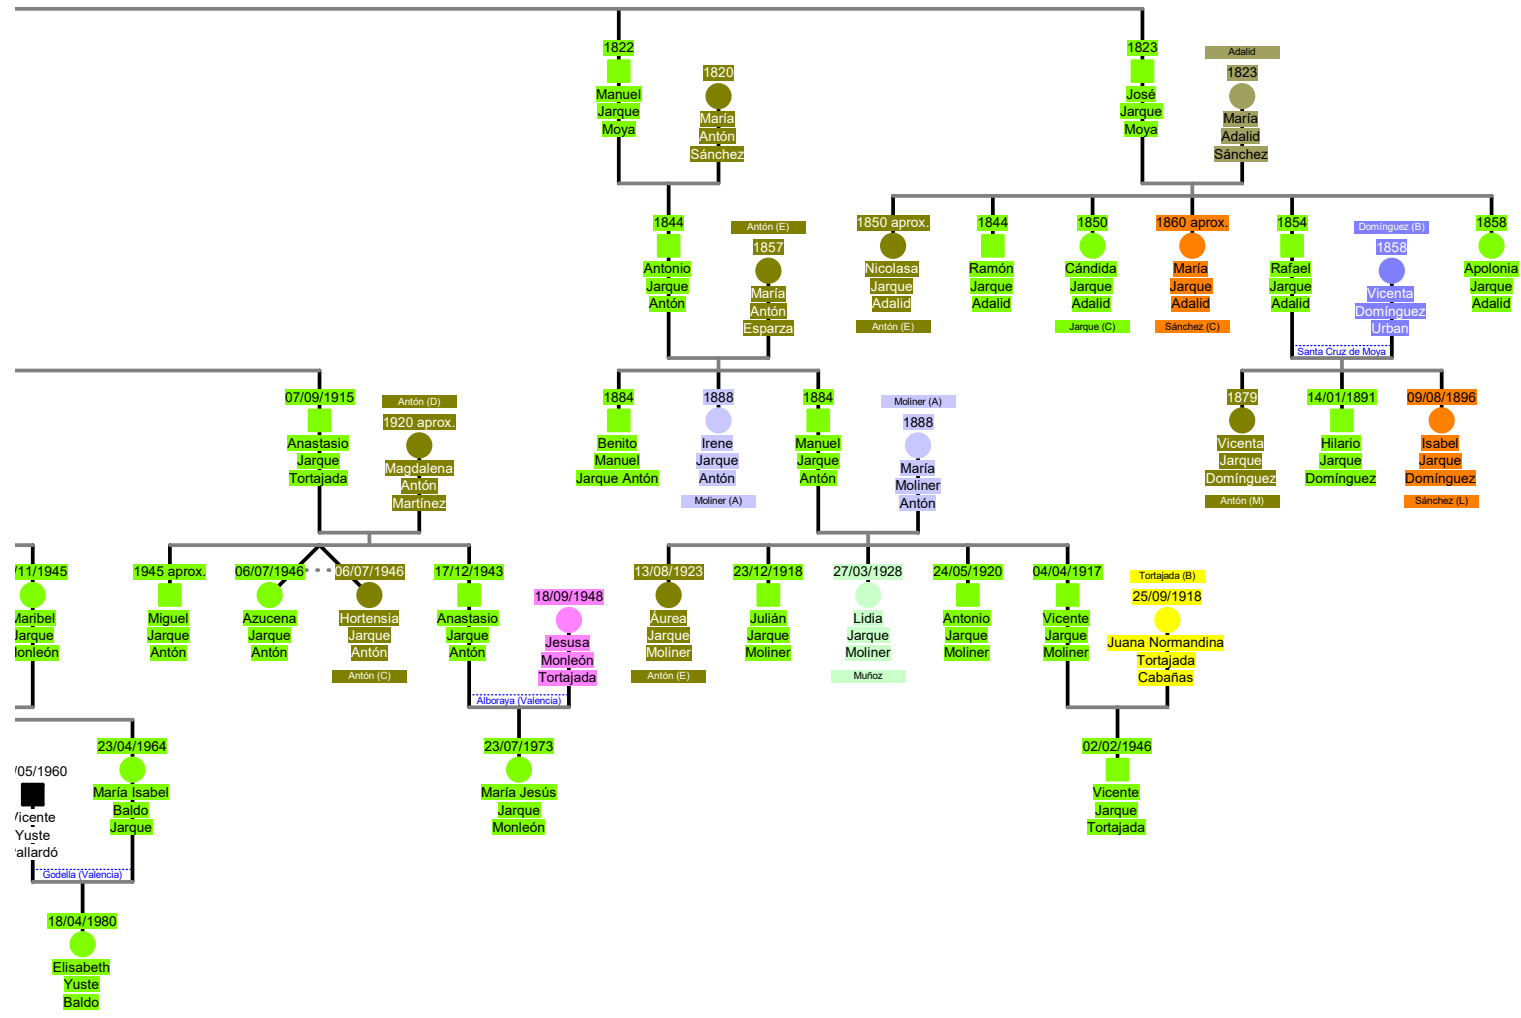 1822
Manuel
Jarque
Moya
1820
María
Antón
Sánchez
1823
José
Jarque
Moya
Adalid
1823
María
Adalid
Sánchez
1844
Antonio
Jarque
Antón
Antón (E)
1857
María
Antón
Esparza
1850 aprox.
Nicolasa
Jarque
Adalid
Antón (E)
1844
Ramón
Jarque
Adalid
1850
Cándida
Jarque
Adalid
Jarque (C)
1860 aprox.
María
Jarque
Adalid
Sánchez (C)
1854
Rafael
Jarque
Adalid
Domínguez (B)
1858
Vicenta
Domínguez
Urban
Santa Cruz de Moya
1858
Apolonia
Jarque
Adalid
07/09/1915
Anastasio
Jarque
Tortajada
Antón (D)
1920 aprox.
Magdalena
Antón
Martínez
1884
Benito
Manuel
Jarque Antón
1888
Irene
Jarque
Antón
Moliner (A)
1884
Manuel
Jarque
Antón
Moliner (A)
1888
María
Moliner
Antón
1879
Vicenta
Jarque
Domínguez
Antón (M)
14/01/1891
Hilario
Jarque
Domínguez
09/08/1896
Isabel
Jarque
Domínguez
Sánchez (L)
/11/1945
Maribel
Jarque
Monleón
1945 aprox.
Miguel
Jarque
Antón
06/07/1946
Azucena
Jarque
Antón
06/07/1946
Hortensia
Jarque
Antón
Antón (C)
17/12/1943
Anastasio
Jarque
Antón
18/09/1948
Jesusa
Monleón
Tortajada
Alboraya (Valencia)
13/08/1923
Áurea
Jarque
Moliner
Antón (E)
23/12/1918
Julián
Jarque
Moliner
27/03/1928
Lidia
Jarque
Moliner
Muñoz
24/05/1920
Antonio
Jarque
Moliner
04/04/1917
Vicente
Jarque
Moliner
Tortajada (B)
25/09/1918
Juana Normandina
Tortajada
Cabañas
/05/1960
Vicente
Yuste
allardó
23/04/1964
María Isabel
Baldo
Jarque
Godella (Valencia)
23/07/1973
María Jesús
Jarque
Monleón
02/02/1946
Vicente
Jarque
Tortajada
18/04/1980
Elisabeth
Yuste
Baldo